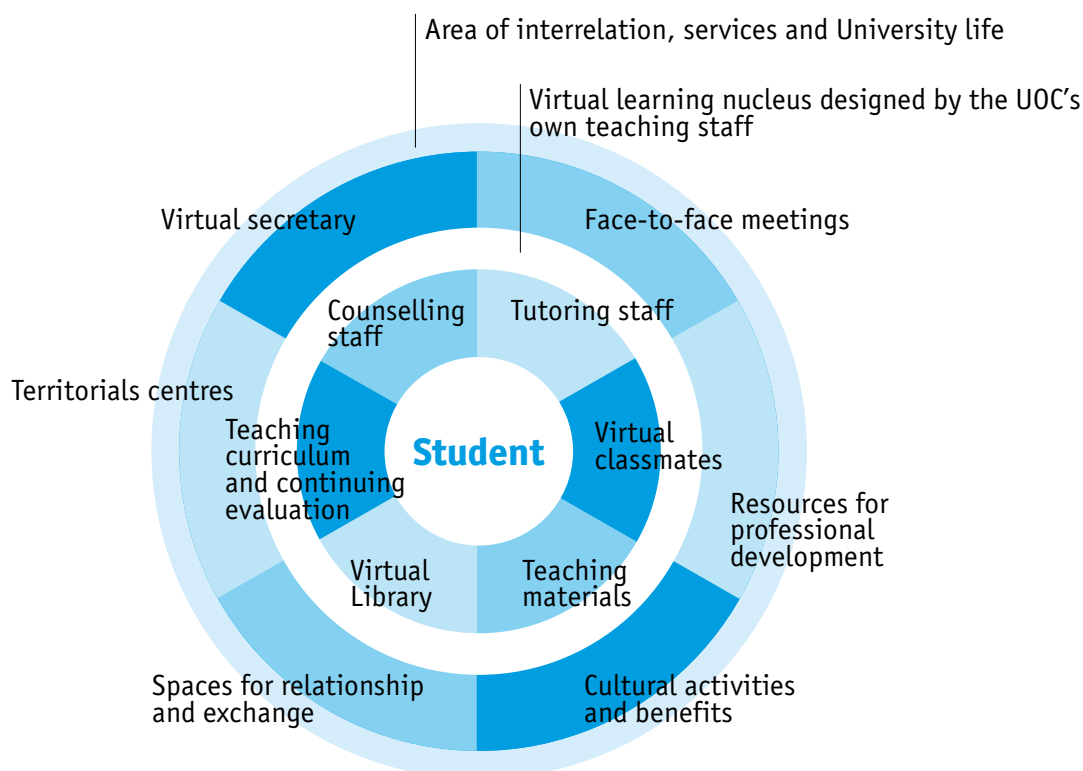 Area of interrelation, services and University life
Virtual learning nucleus designed by the UOC's
own teaching staff
Virtual secretary
Face-to-face meetings
Counselling
staff
Tutoring staff
Territorials centres
Teaching
curriculum
and continuing
evaluation
Student
Virtual
classmates
Resources for
professional
development
Virtual
Library
Teaching
materials
Spaces for relationship
and exchange
Cultural activities
and benefits